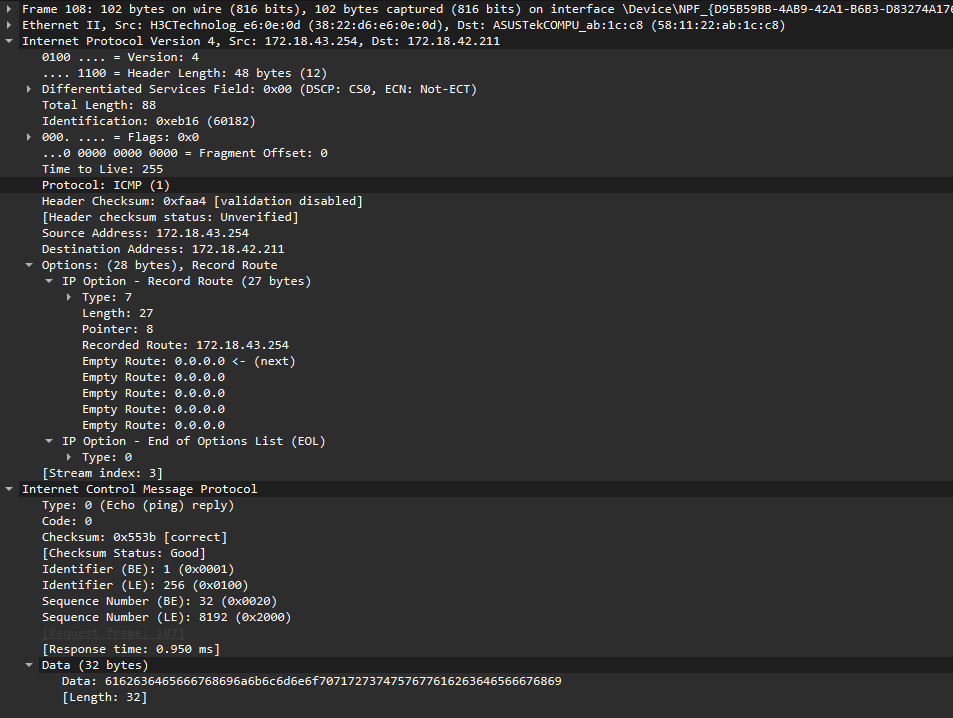 Frame 108: 102 bytes on wire (816 bits), 102 bytes captured (816 bits) on interface \Device\NPF_{D95B59BB-4AB9-42A1-B6B3-D83274A176
Ethernet II, Src: H3CTechnolog_e6:0e:0d (38:22:d6:e6:0e:0d), Dst: ASUSTekCOMPU_ab:1c:c8 (58:11:22:ab:1c:c8)
Internet Protocol Version 4, Src: 172.18.43.254, Dst: 172.18.42.211
0100 .... = Version: 4
.... 1100 = Header Length: 48 bytes (12)
Differentiated Services Field: 0x00 (DSCP: CS0, ECN: Not-ECT)
Total Length: 88
Identification: 0xeb16 (60182)
000. .... = Flags: 0x0
...0 0000 0000 0000 = Fragment Offset: 0
Time to Live: 255
Protocol: ICMP (1)
Header Checksum: 0xfaa4 [validation disabled]
[Header checksum status: Unverified]
Source Address: 172.18.43.254
Destination Address: 172.18.42.211
Options: (28 bytes), Record Route
IP Option - Record Route (27 bytes)
Type: 7
Length: 27
Pointer: 8
Recorded Route: 172.18.43.254
Empty Route: 0.0.0.0 <- (next)
Empty Route: 0.0.0.0
Empty Route: 0.0.0.0
Empty Route: 0.0.0.0
Empty Route: 0.0.0.0
IP Option - End of Options List (EOL)
Type: 0
[Stream index: 3]
Internet Control Message Protocol
Type: 0 (Echo (ping) reply)
Code: 0
Checksum: 0x553b [correct]
[Checksum Status: Good]
Identifier (BE): 1 (0x0001)
Identifier (LE): 256 (0x0100)
Sequence Number (BE): 32 (0x0020)
Sequence Number (LE): 8192 (0x2000)
[Request frame: 107]
[Response time: 0.950 ms]
Data (32 bytes)
Data: 6162636465666768696a6b6c6d6e6f7071727374757677616263646566676869
[Length: 32]